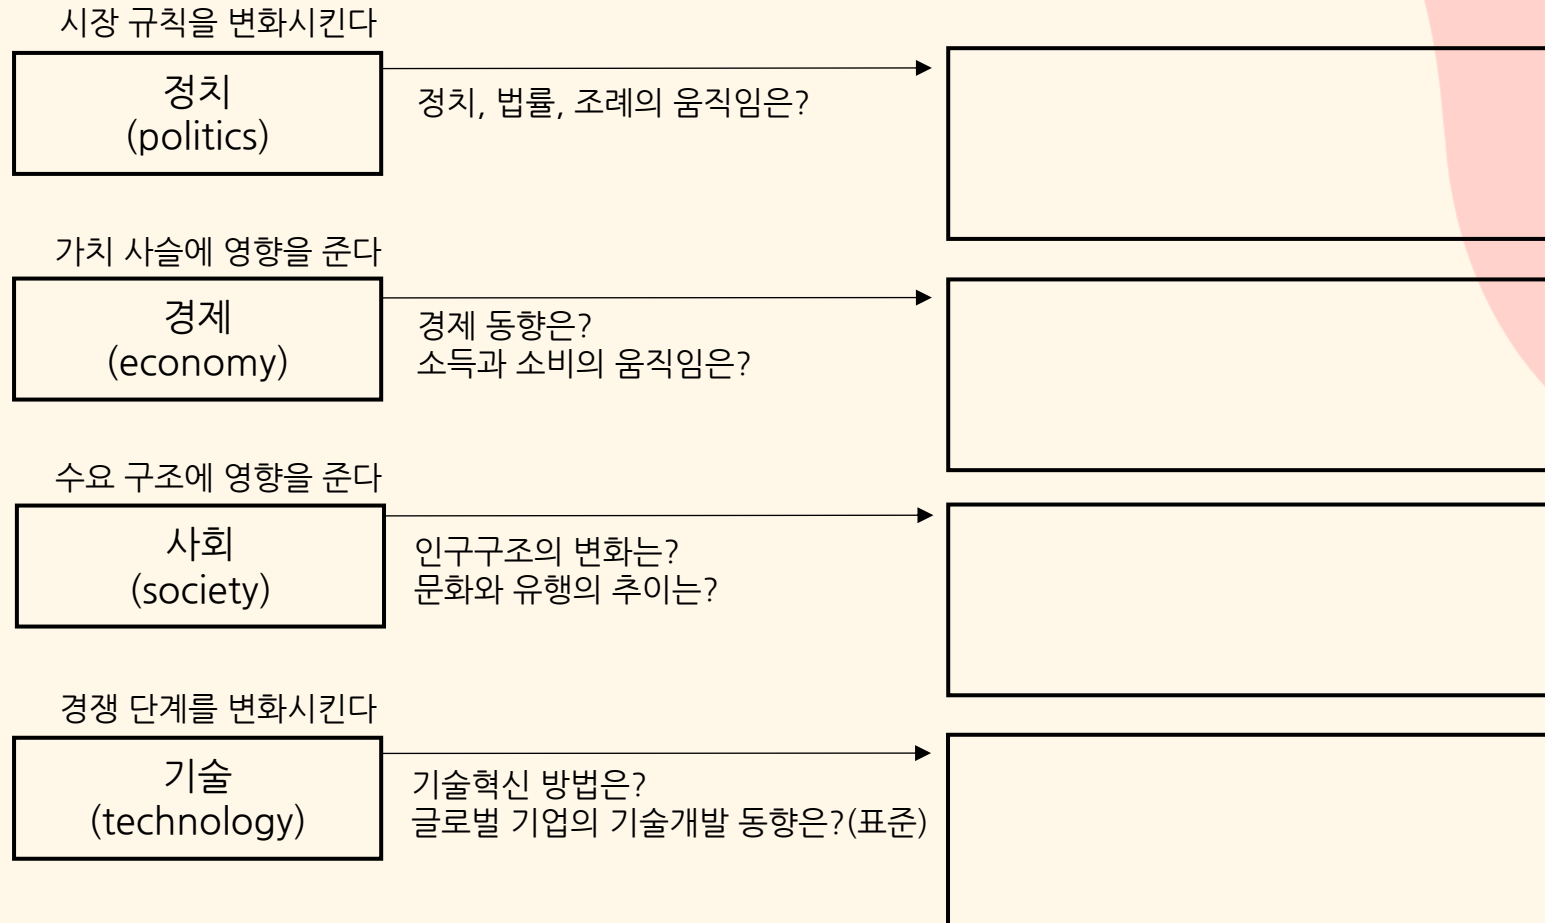 시장 규칙을 변화시킨다
정치
(politics)
정치, 법률, 조례의 움직임은?
가치 사슬에 영향을 준다
경제
(economy)
경제 동향은?
소득과 소비의 움직임은?
수요 구조에 영향을 준다
사회
(society)
인구구조의 변화는?
문화와 유행의 추이는?
경쟁 단계를 변화시킨다
기술
(technology)
기술혁신 방법은?
글로벌 기업의 기술개발 동향은?(표준)